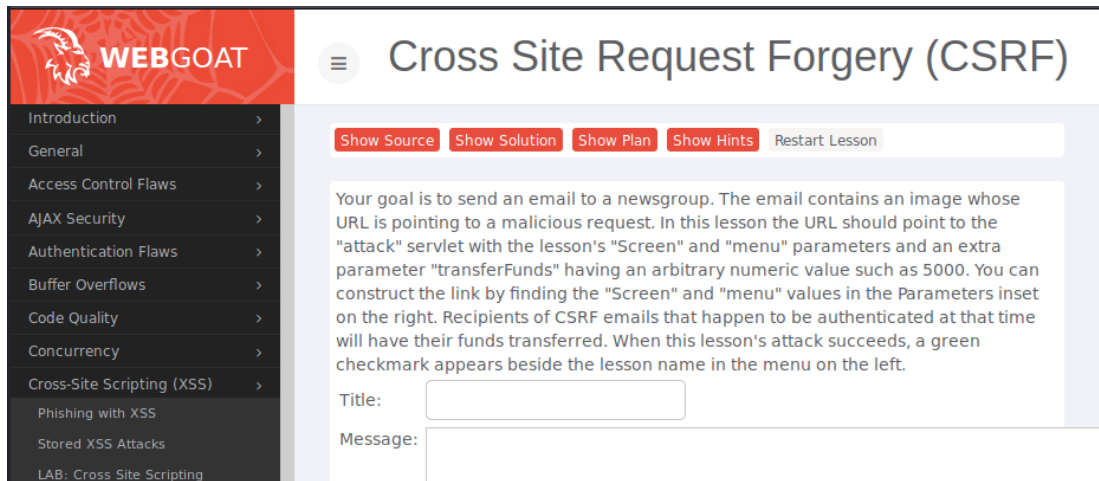 WEBGOAT
≡ Cross Site Request Forgery (CSRF)
Introduction ›
General ›
Access Control Flaws ›
AJAX Security ›
Authentication Flaws ›
Buffer Overflows ›
Code Quality ›
Concurrency ›
Cross-Site Scripting (XSS) ›
Phishing with XSS
Stored XSS Attacks
LAB: Cross Site Scripting
Show Source Show Solution Show Plan Show Hints Restart Lesson
Your goal is to send an email to a newsgroup. The email contains an image whose
URL is pointing to a malicious request. In this lesson the URL should point to the
"attack" servlet with the lesson's "Screen" and "menu" parameters and an extra
parameter "transferFunds" having an arbitrary numeric value such as 5000. You can
construct the link by finding the "Screen" and "menu" values in the Parameters inset
on the right. Recipients of CSRF emails that happen to be authenticated at that time
will have their funds transferred. When this lesson's attack succeeds, a green
checkmark appears beside the lesson name in the menu on the left.
Title:
Message: